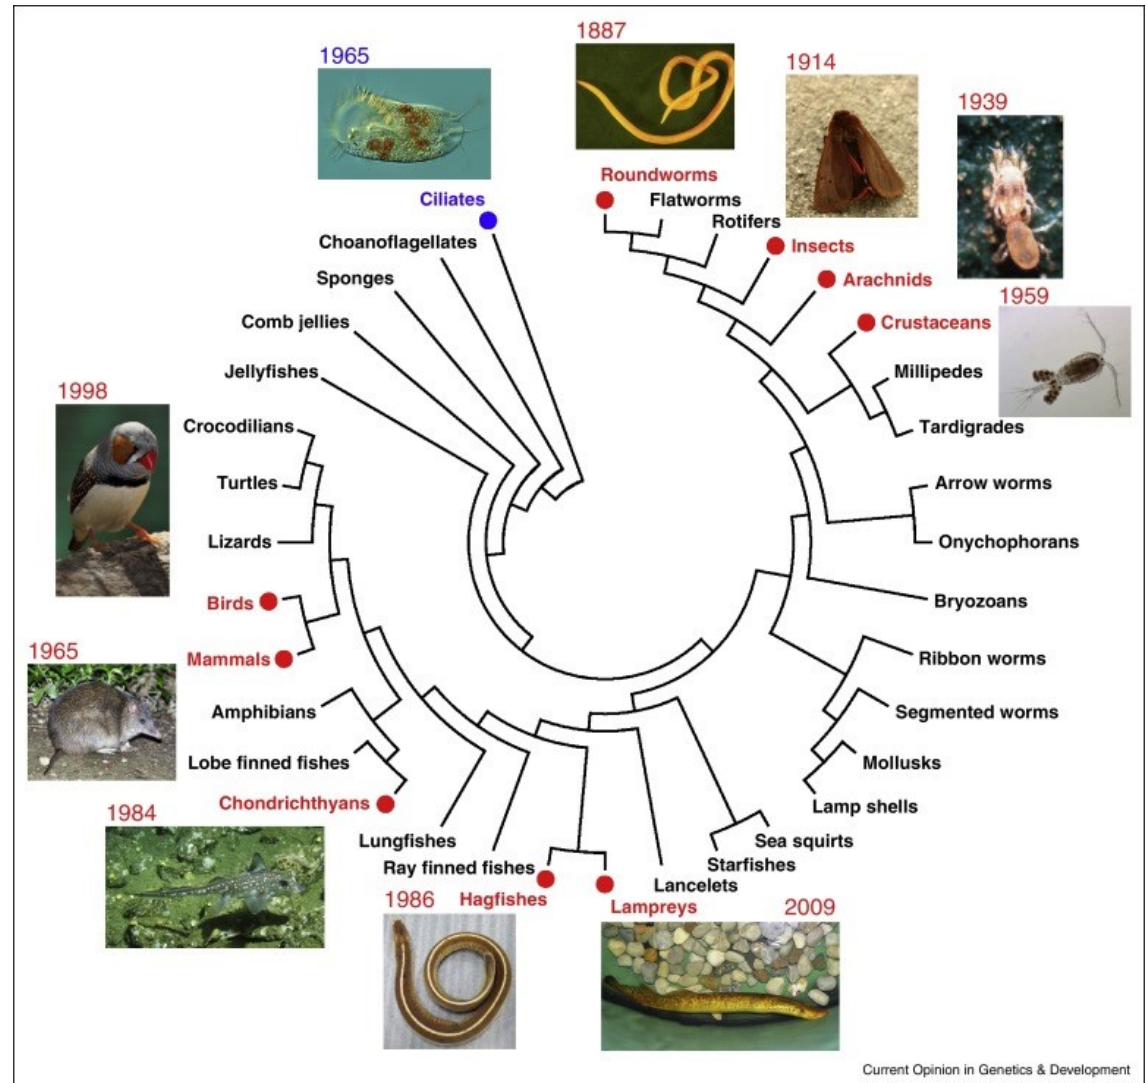 1965
1887
1914
1939
1959
Roundworms
Flatworms
Rotifers
Insects
Arachnids
Crustaceans
Millipedes
Tardigrades
Arrow worms
Onychophorans
Bryozoans
Ribbon worms
Segmented worms
Mollusks
Lamp shells
Sea squirts
Starfishes
Lancelets
Lampreys
2009
Hagfishes
1986
Ray finned fishes
Lungfishes
Chondrichthyans
1984
Lobe finned fishes
Amphibians
Mammals
1965
Birds
1998
Lizards
Turtles
Crocodilians
Jellyfishes
Comb jellies
Sponges
Choanoflagellates
Ciliates
Current Opinion in Genetics & Development